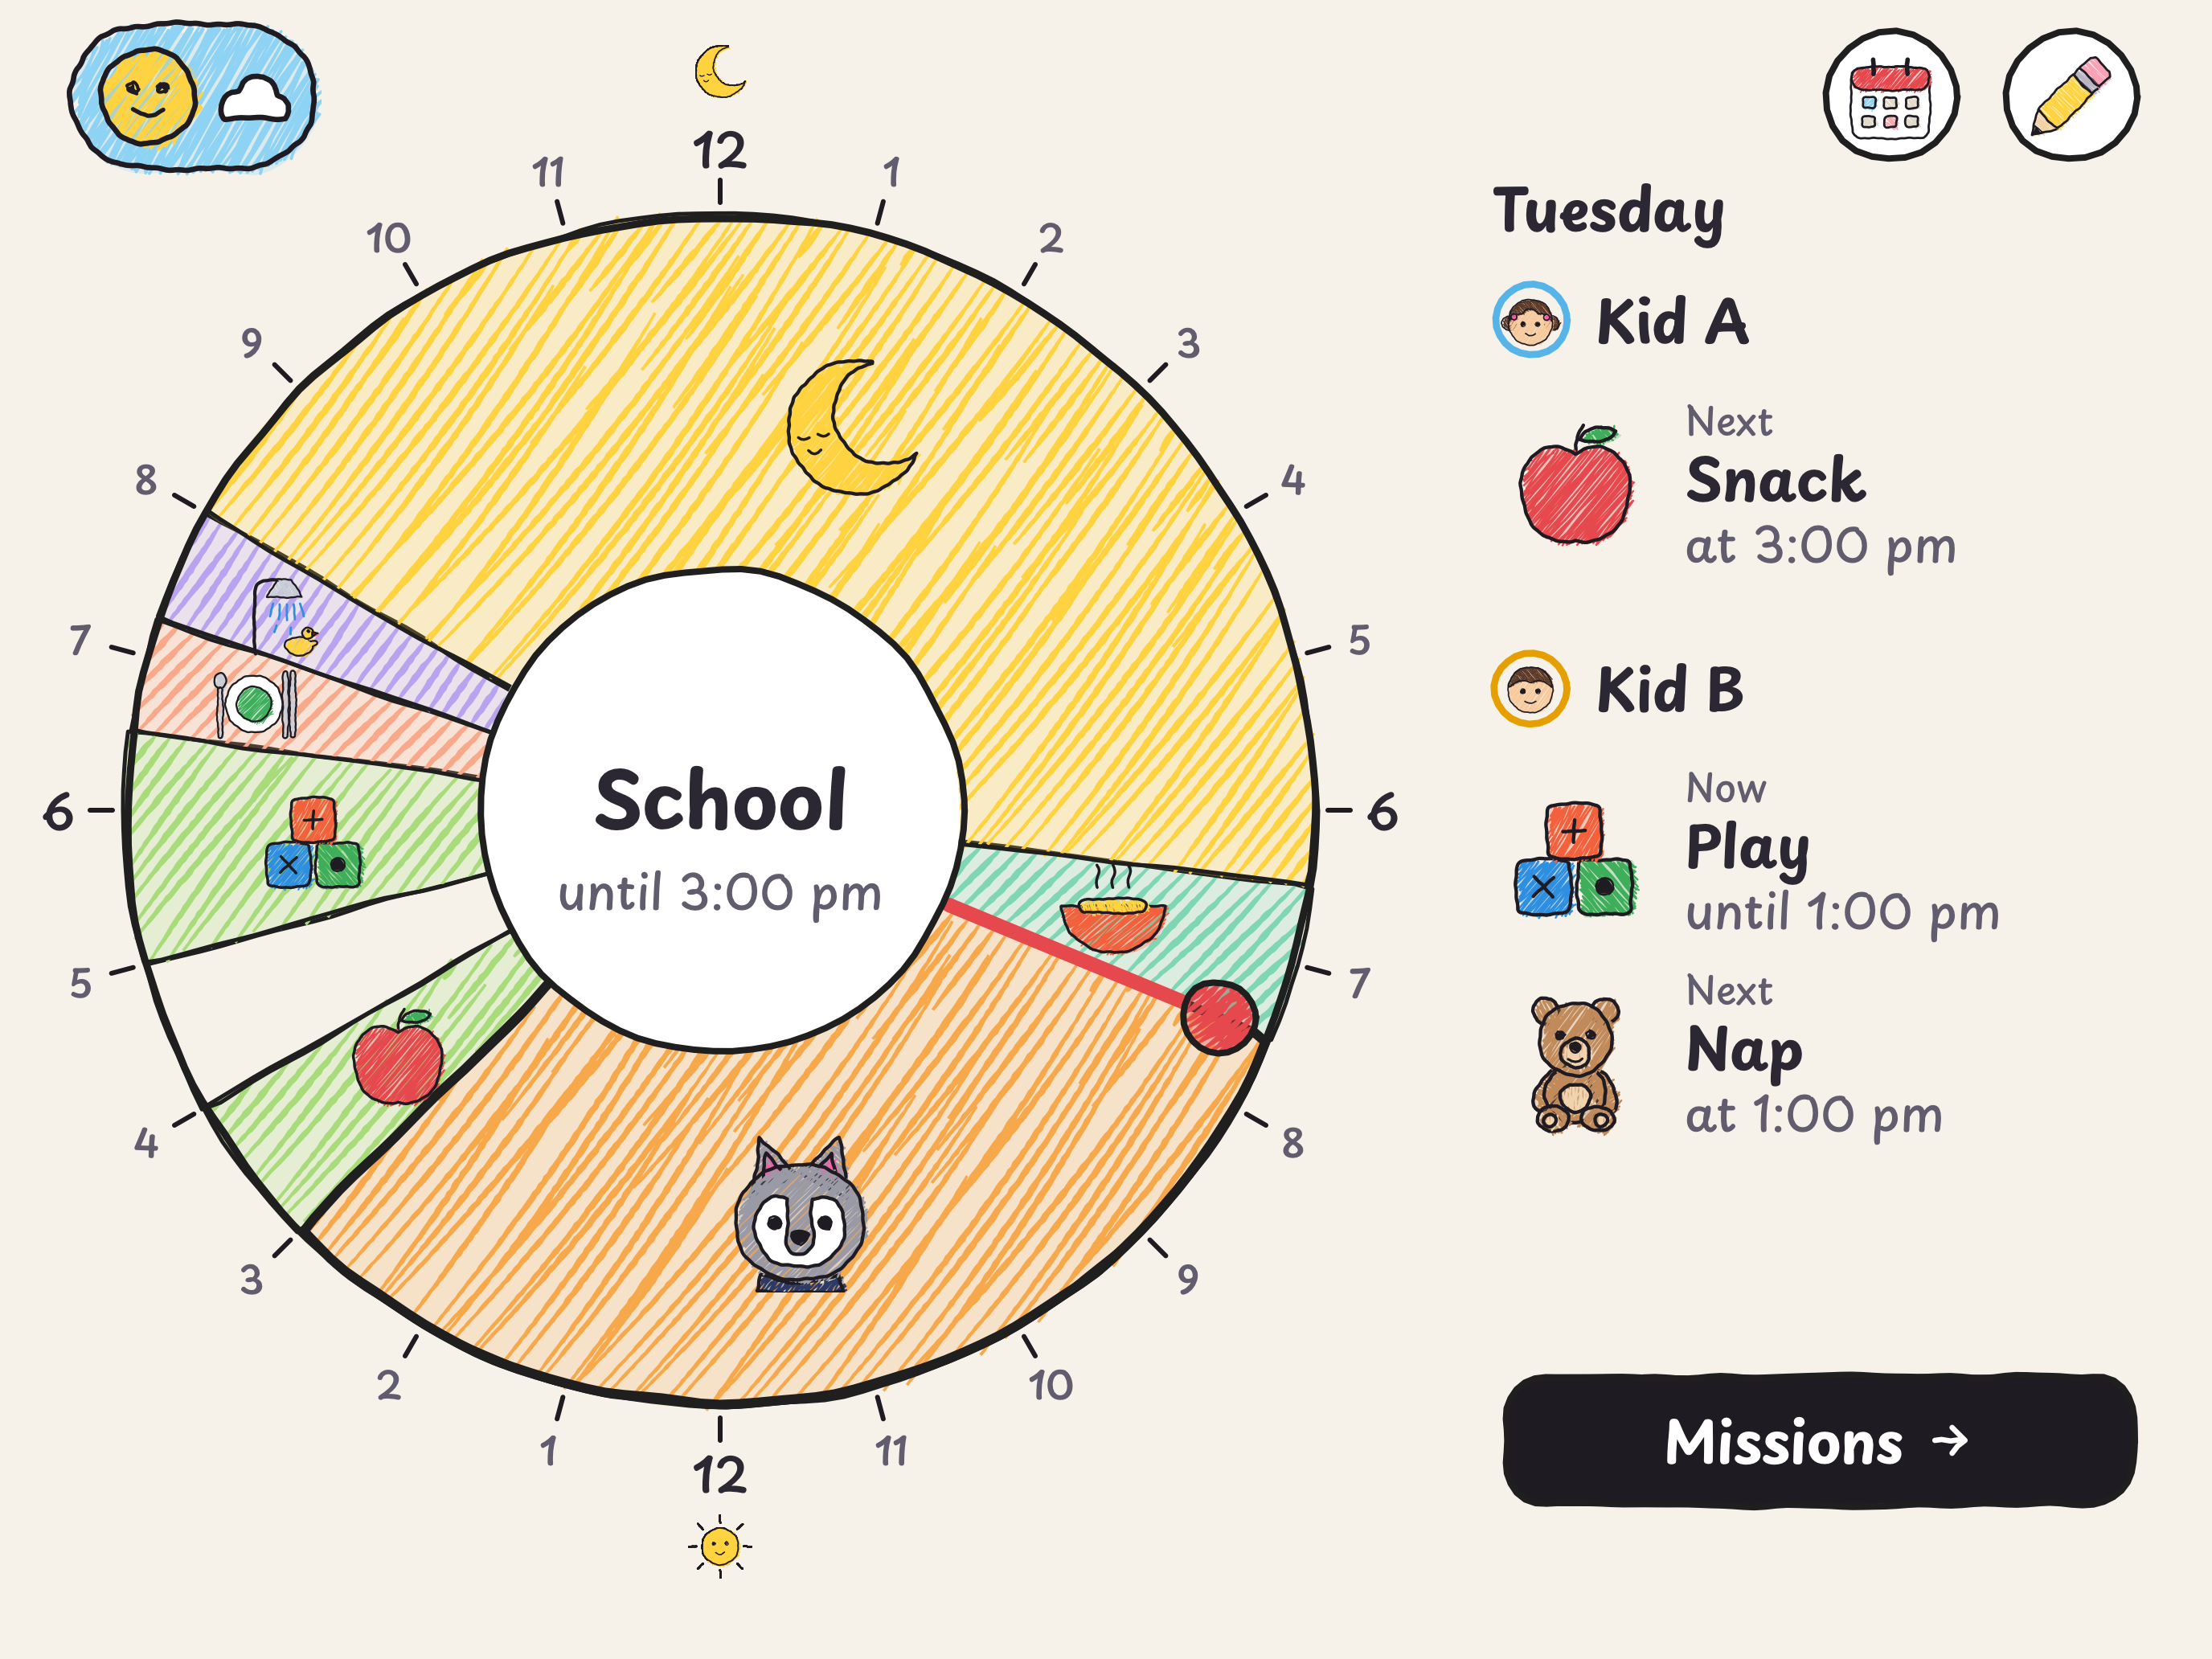 12
1
2
3
4
5
6
7
8
9
10
11
12
1
2
3
4
5
6
7
8
9
10
11
School
until 3:00 pm
Tuesday
Kid A
Next
Snack
at 3:00 pm
Kid B
Now
Play
until 1:00 pm
Next
Nap
at 1:00 pm
Missions →